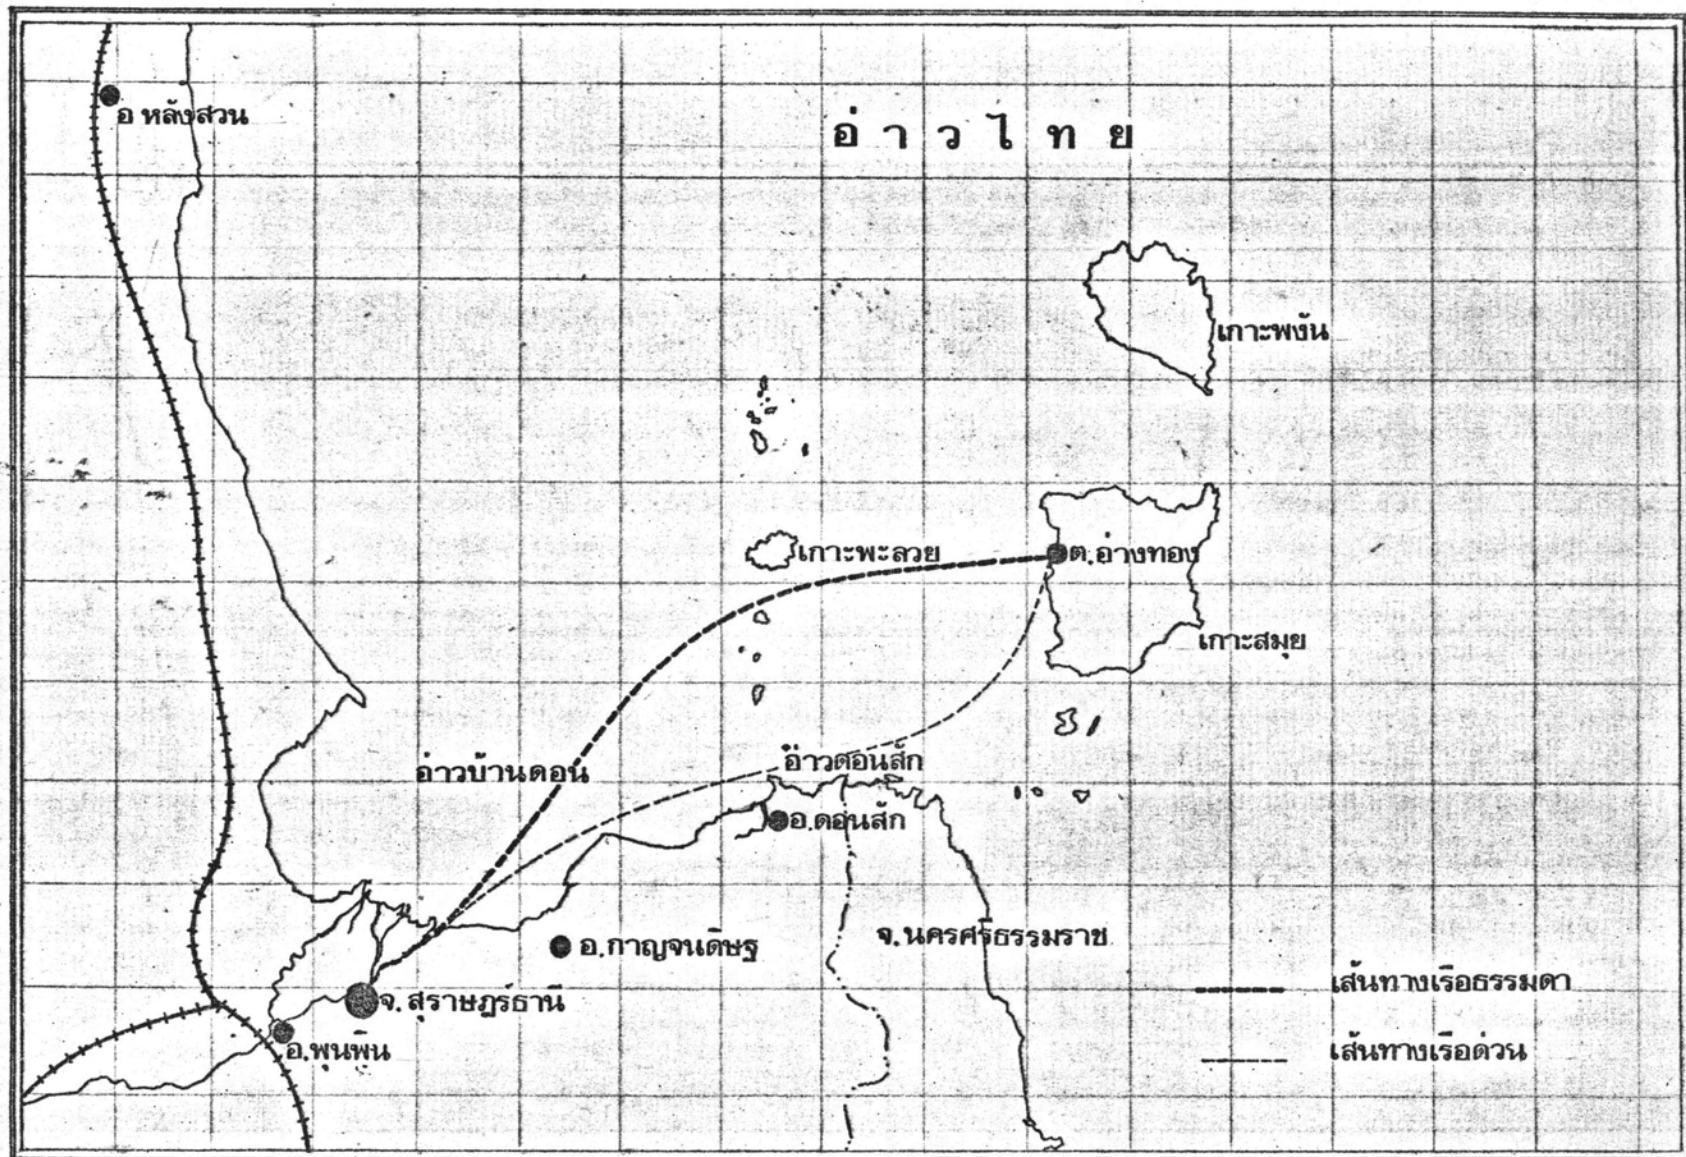 อ หลังสวน
อ่าวไทย
เกาะพงัน
เกาะพะลวย
ต.อ่างทอง
เกาะสมุย
อ่าวบ้านดอน
อ่าวดอนสัก
อ.ดอนสัก
อ.กาญจนดิษฐ
จ.นครศรีธรรมราช
จ.สุราษฎร์ธานี
อ.พุนพิน
เส้นทางเรือธรรมดา
เส้นทางเรือด่วน